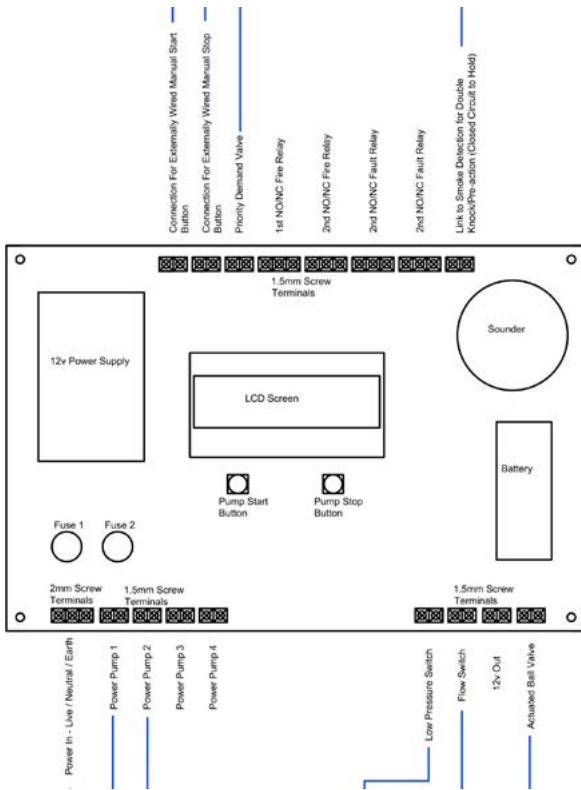 Connection For Externally Wired Manual Start
Button
Connection For Externally Wired Manual Stop
Button
Priority Demand Valve
1st NO/NC Fire Relay
2nd NO/NC Fire Relay
2nd NO/NC Fault Relay
2nd NO/NC Fault Relay
Link to Smoke Detection for Double
Knock/Pre-action (Closed Circuit to Hold)
1.5mm Screw
Terminals
12v Power Supply
LCD Screen
Sounder
Battery
Pump Start
Button
Pump Stop
Button
Fuse 1
Fuse 2
2mm Screw
Terminals
1.5mm Screw
Terminals
1.5mm Screw
Terminals
Power In - Live / Neutral / Earth
Power Pump 1
Power Pump 2
Power Pump 3
Power Pump 4
Low Pressure Switch
Flow Switch
12v Out
Actuated Ball Valve